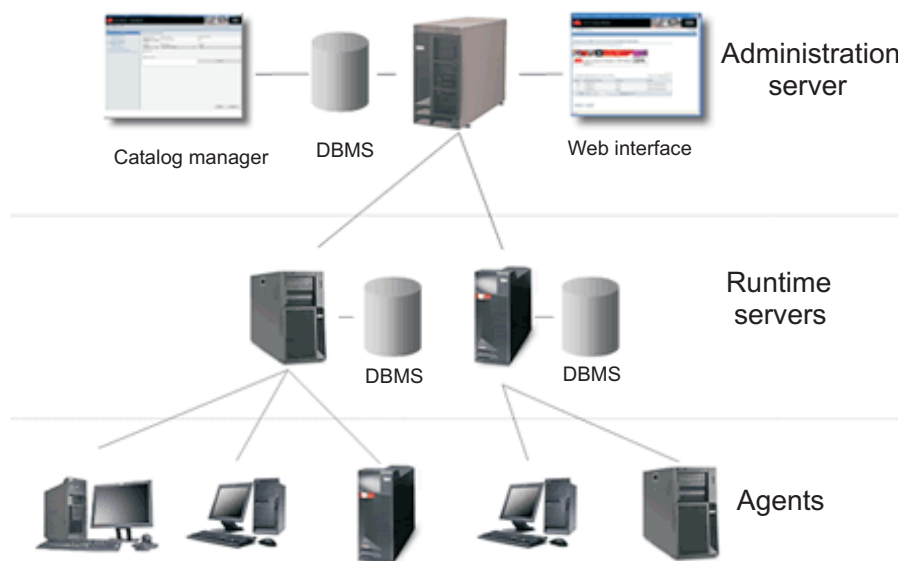 Administration
server
Catalog manager
DBMS
Web interface
Runtime
servers
DBMS
DBMS
Agents